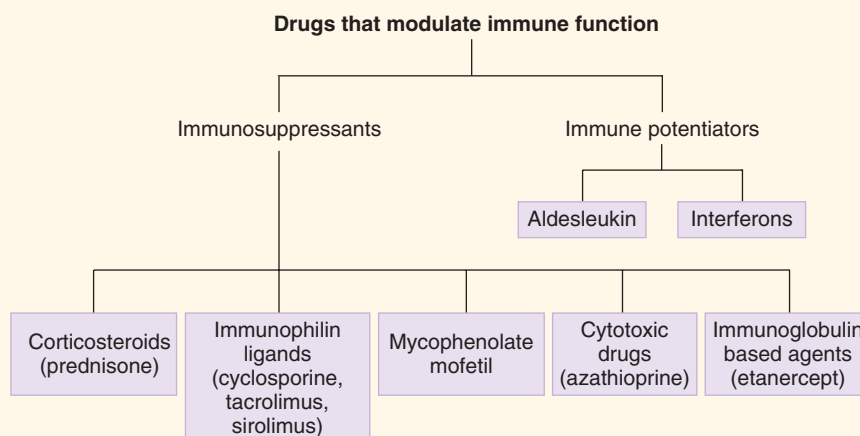 Drugs that modulate immune function
Immunosuppressants
Immune potentiators
Aldesleukin
Interferons
Corticosteroids
(prednisone)
Immunophilin
ligands
(cyclosporine,
tacrolimus,
sirolimus)
Mycophenolate
mofetil
Cytotoxic
drugs
(azathioprine)
Immunoglobulin
based agents
(etanercept)